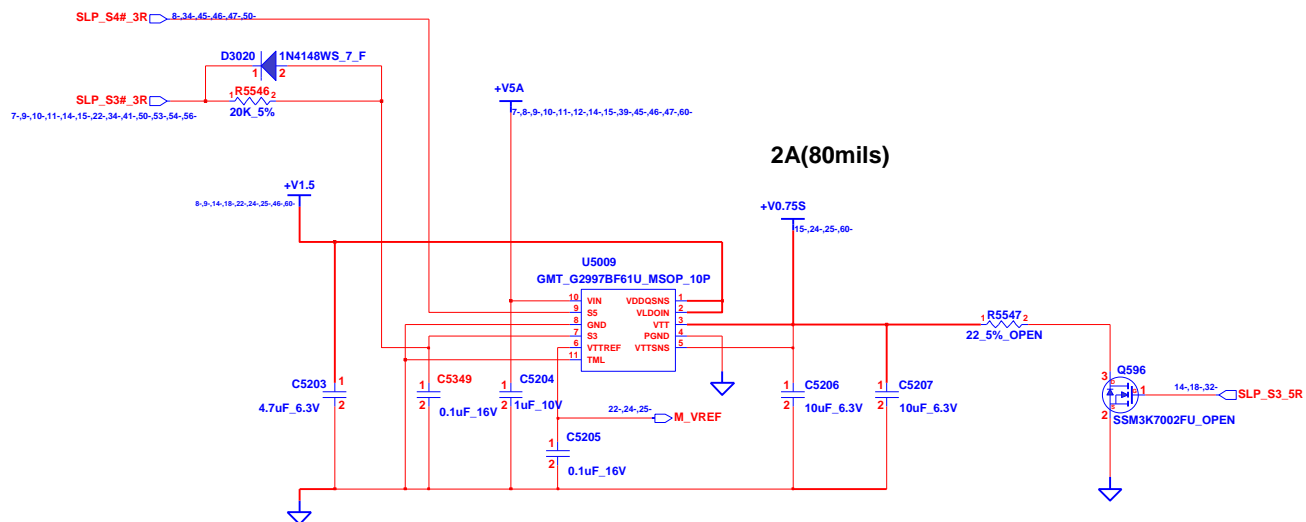 SLP_S4#_3R
8-,34-,45-,46-,47-,50-
D3020
1N4148WS_7_F
1
2
SLP_S3#_3R
1
R5546
2
20K_5%
7-,9-,10-,11-,14-,15-,22-,34-,41-,50-,53-,54-,56-
+V5A
7-,8-,9-,10-,11-,12-,14-,15-,39-,45-,46-,47-,60-
2A(80mils)
+V1.5
8-,9-,14-,18-,22-,24-,25-,46-,60-
+V0.75S
15-,24-,25-,60-
U5009
GMT_G2997BF61U_MSOP_10P
10 VIN VDDQSNS 1
9 S5 VLDOIN 2
8 GND VTT 3
7 S3 PGND 4
6 VTTREF VTTSNS 5
11 TML
1
R5547
2
22_5%_OPEN
C5203
1
2
4.7uF_6.3V
C5349
1
2
0.1uF_16V
C5204
1
2
1uF_10V
22-,24-,25-
M_VREF
C5205
1
2
0.1uF_16V
C5206
1
2
10uF_6.3V
C5207
1
2
10uF_6.3V
Q596
3
D
G
1
S
2
SSM3K7002FU_OPEN
14-,18-,32-
SLP_S3_5R